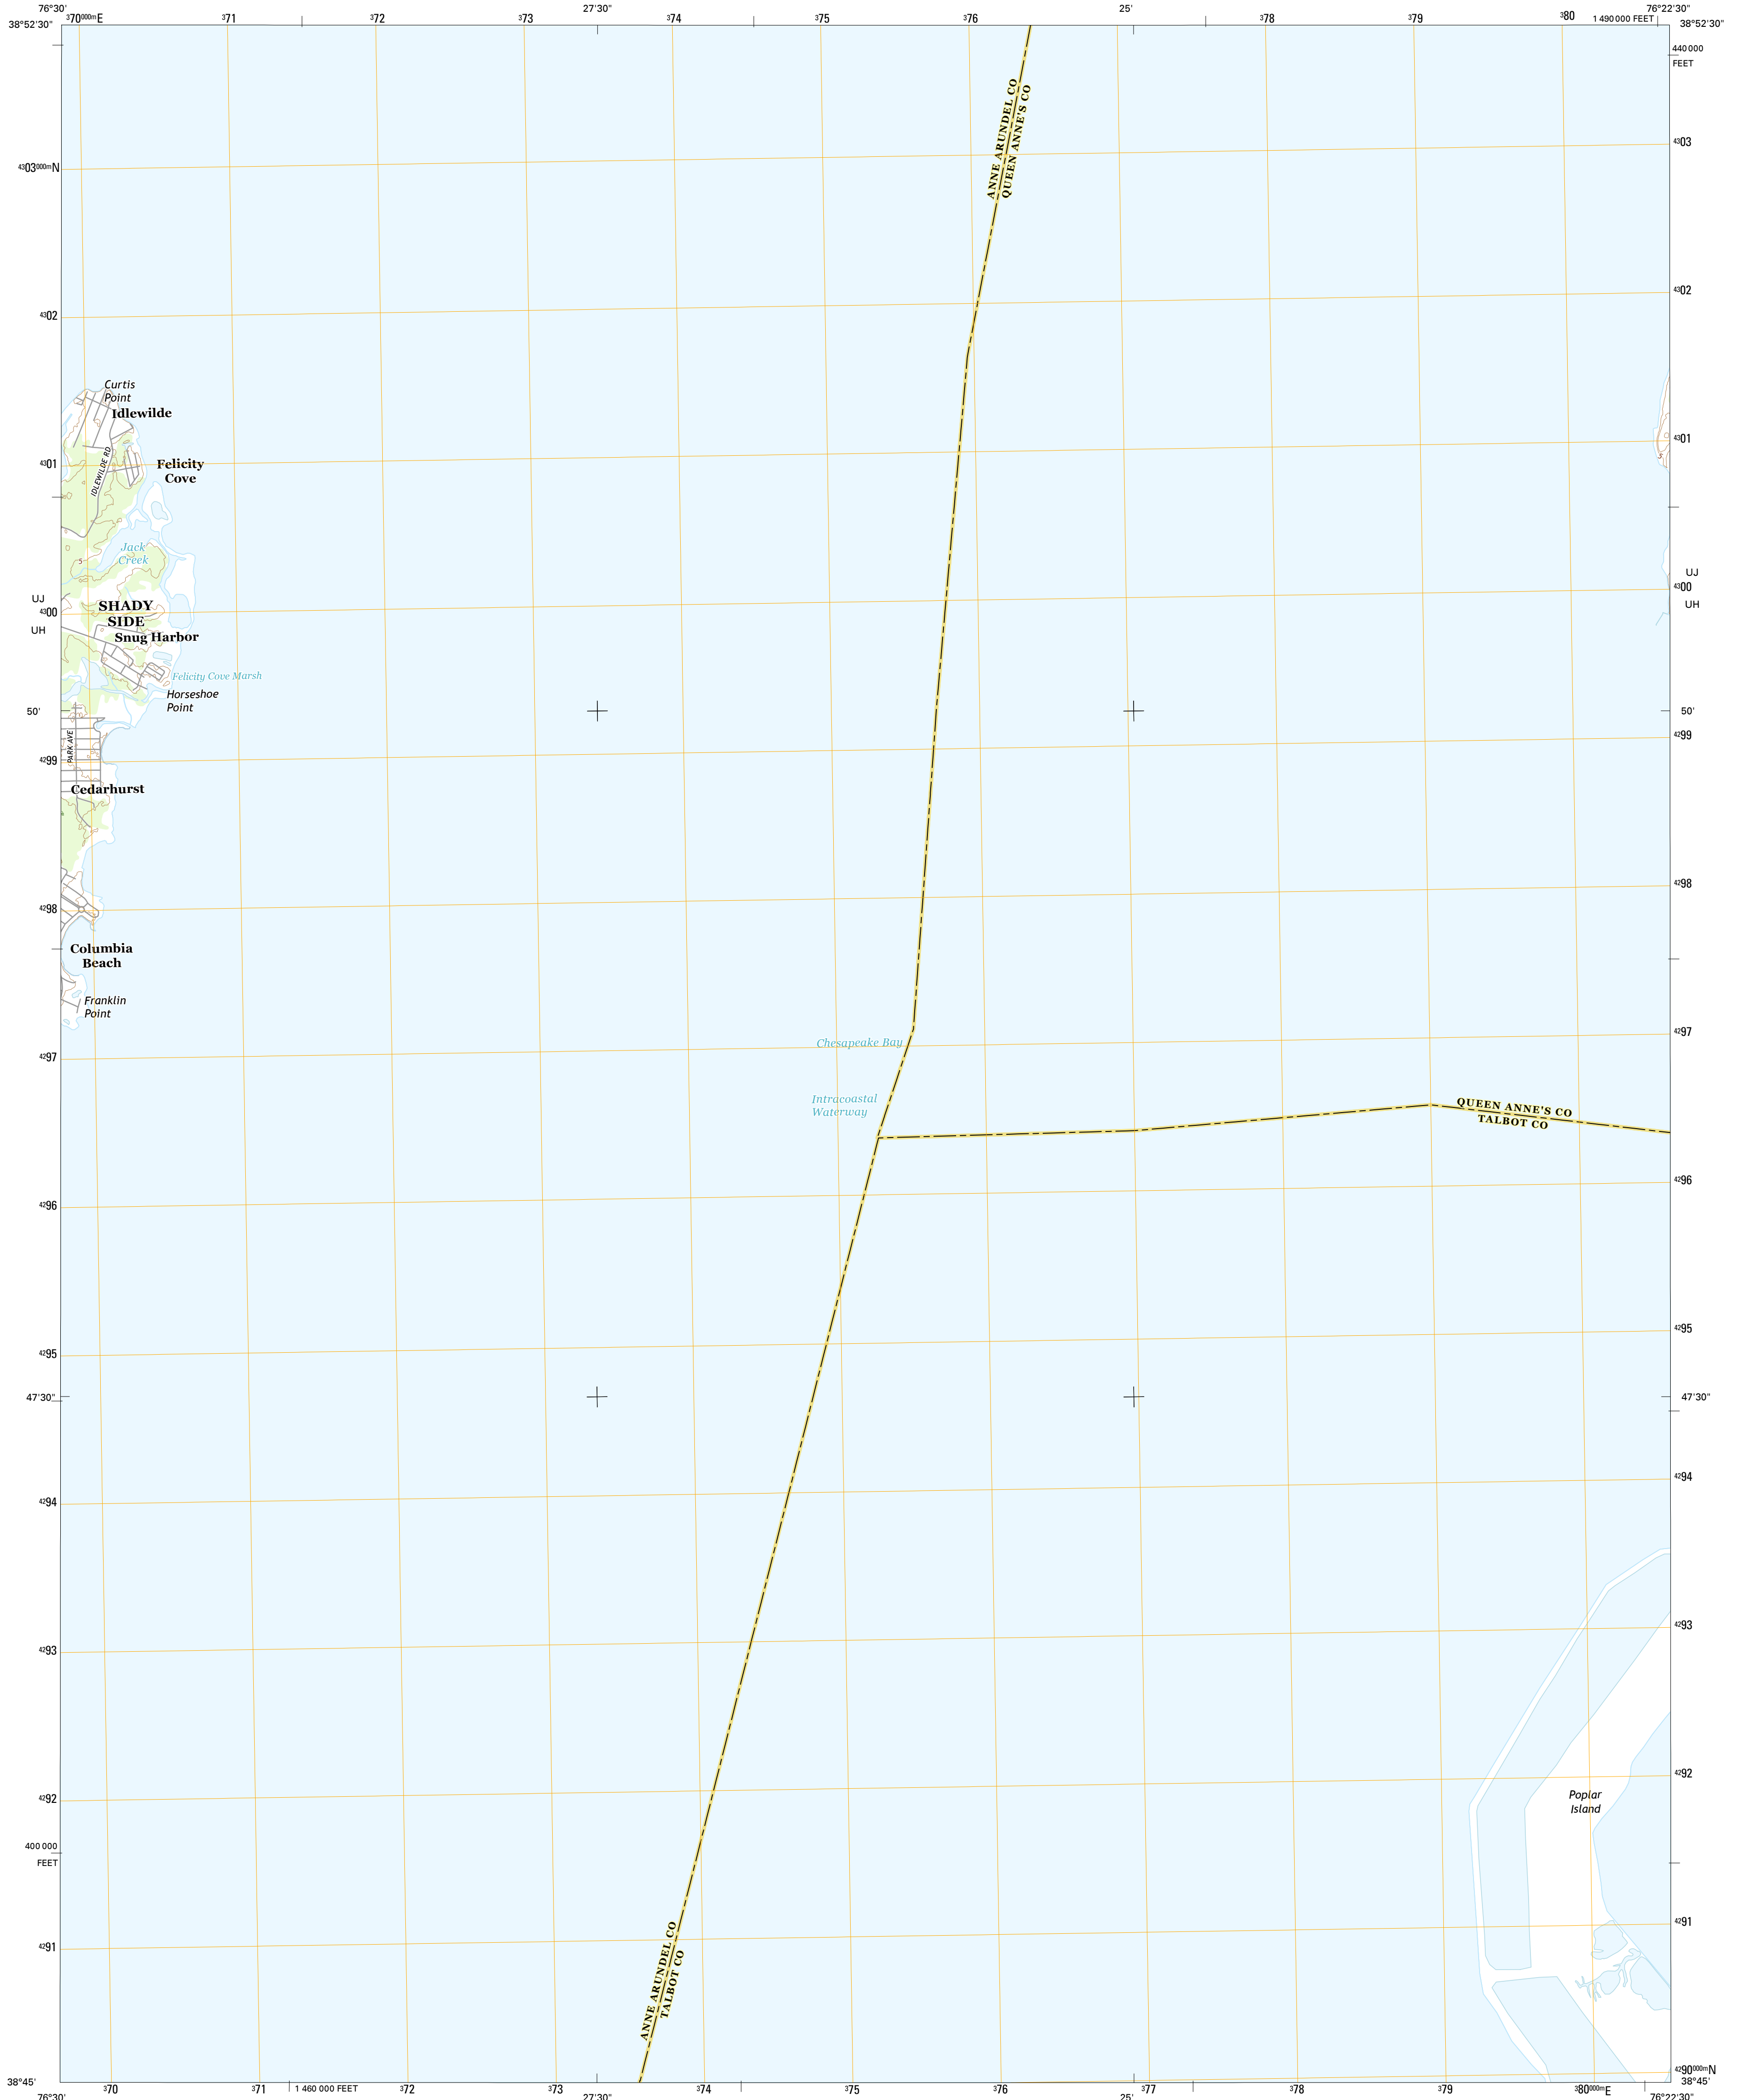 76°30' 370000mE 371 372 373 27'30" 374 375 376 25' 378 379 380 1 490 000 FEET 76°22'30"
38°52'30" 38°52'30"
440 000
FEET
ANNE ARUNDEL CO
QUEEN ANNE'S CO
4303000mN 4303
4302 4302
Curtis
Point
Idlewilde
IDLEWILDE RD
4301 4301
Felicity
Cove
5
Jack
Creek
5
UJ UJ
4300 4300
UH UH
SHADY
SIDE
Snug Harbor
Felicity Cove Marsh
Horseshoe
Point
50' 50'
PARK AVE
4299 4299
Cedarhurst
4298 4298
Columbia
Beach
Franklin
Point
4297 4297
Chesapeake Bay
Intracoastal
Waterway
QUEEN ANNE'S CO
TALBOT CO
4296 4296
4295 4295
47'30" 47'30"
4294 4294
4293 4293
4292 4292
Poplar
Island
400 000
FEET
4291 4291
ANNE ARUNDEL CO
TALBOT CO
4290000mN
38°45' 38°45'
76°30' 370 371 1 460 000 FEET 372 373 27'30" 374 375 376 25' 377 378 379 380000mE 76°22'30"